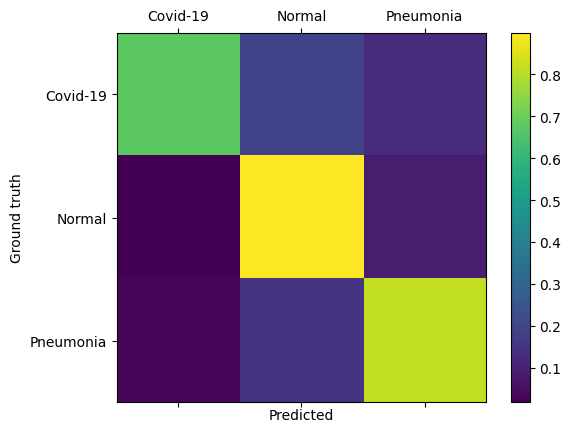 Covid-19 Normal Pneumonia
Covid-19
Normal
Pneumonia
Ground truth
Predicted
0.8
0.7
0.6
0.5
0.4
0.3
0.2
0.1